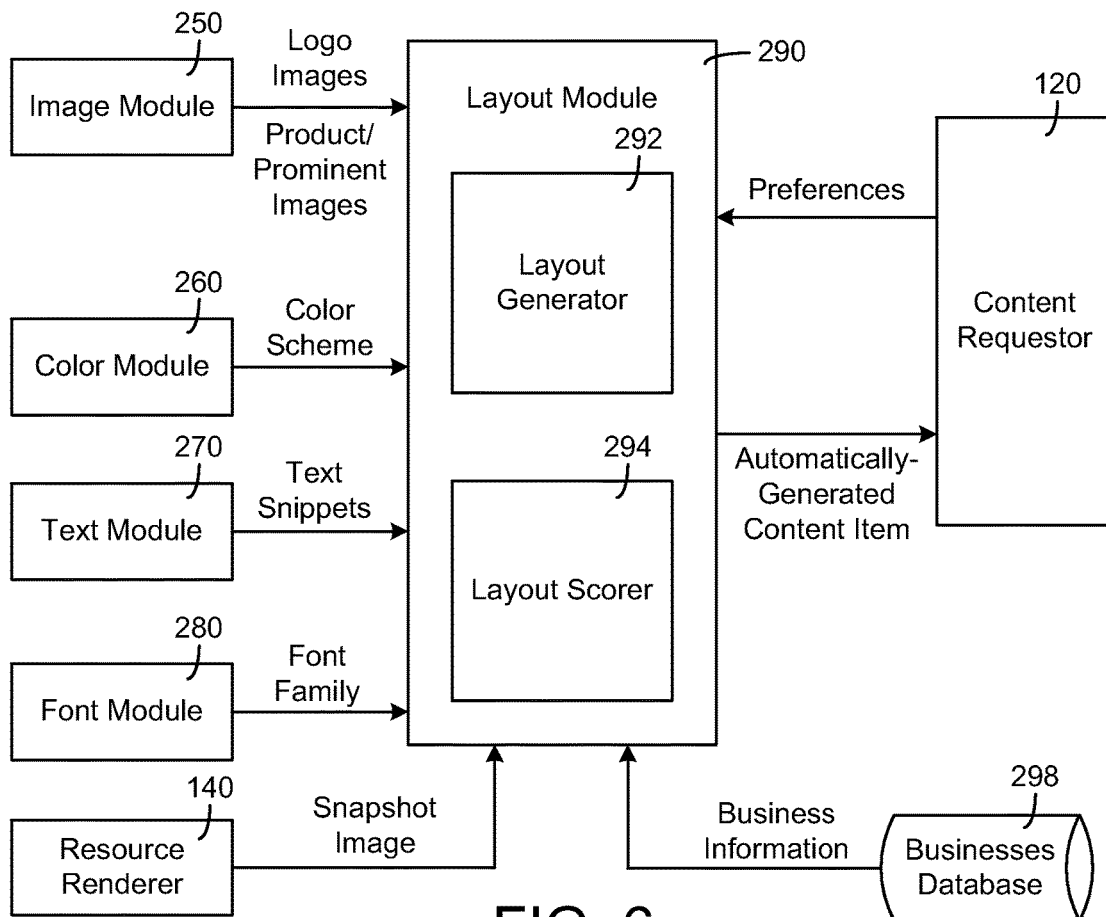 250
Image Module
Logo
Images
Product/
Prominent
Images
290
Layout Module
292
Layout
Generator
120
Preferences
Content
Requestor
260
Color Module
Color
Scheme
270
Text Module
Text
Snippets
294
Layout Scorer
Automatically-
Generated
Content Item
280
Font Module
Font
Family
140
Resource
Renderer
Snapshot
Image
Business
Information
298
Businesses
Database
FIG. 6